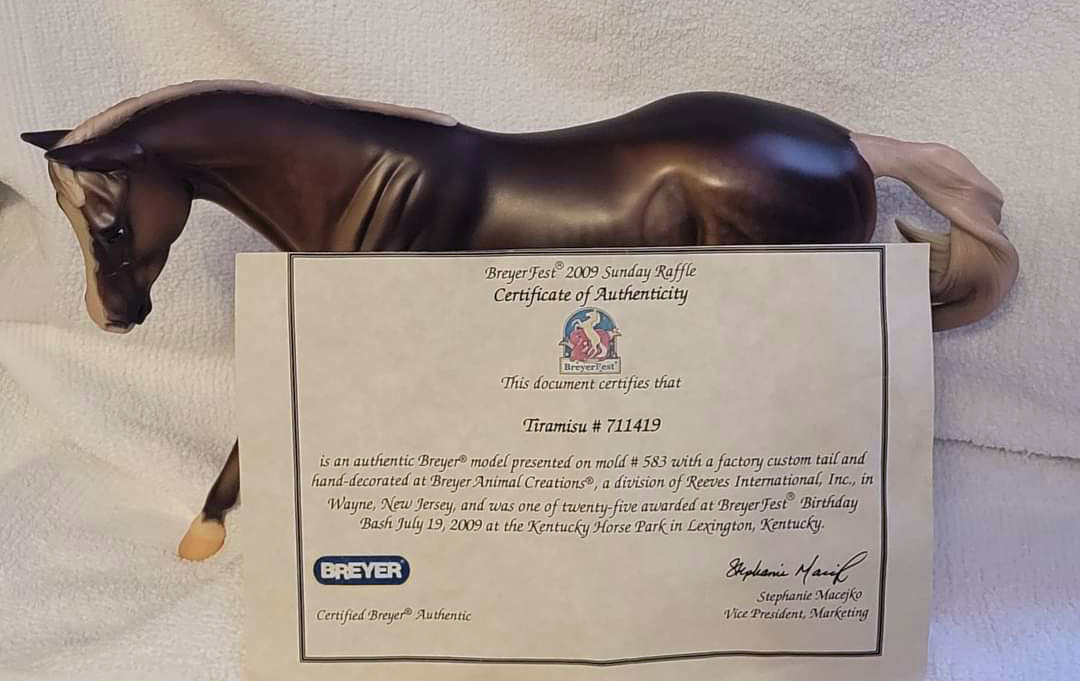 BreyerFest® 2009 Sunday Raffle
Certificate of Authenticity
BreyerFest®
This document certifies that
Tiramisu # 711419
is an authentic Breyer® model presented on mold # 583 with a factory custom tail and
hand-decorated at Breyer Animal Creations®, a division of Reeves International, Inc., in
Wayne, New Jersey, and was one of twenty-five awarded at BreyerFest® Birthday
Bash July 19, 2009 at the Kentucky Horse Park in Lexington, Kentucky.
BREYER®
Stephanie Macejko
Stephanie Macejko
Certified Breyer® Authentic
Vice President, Marketing